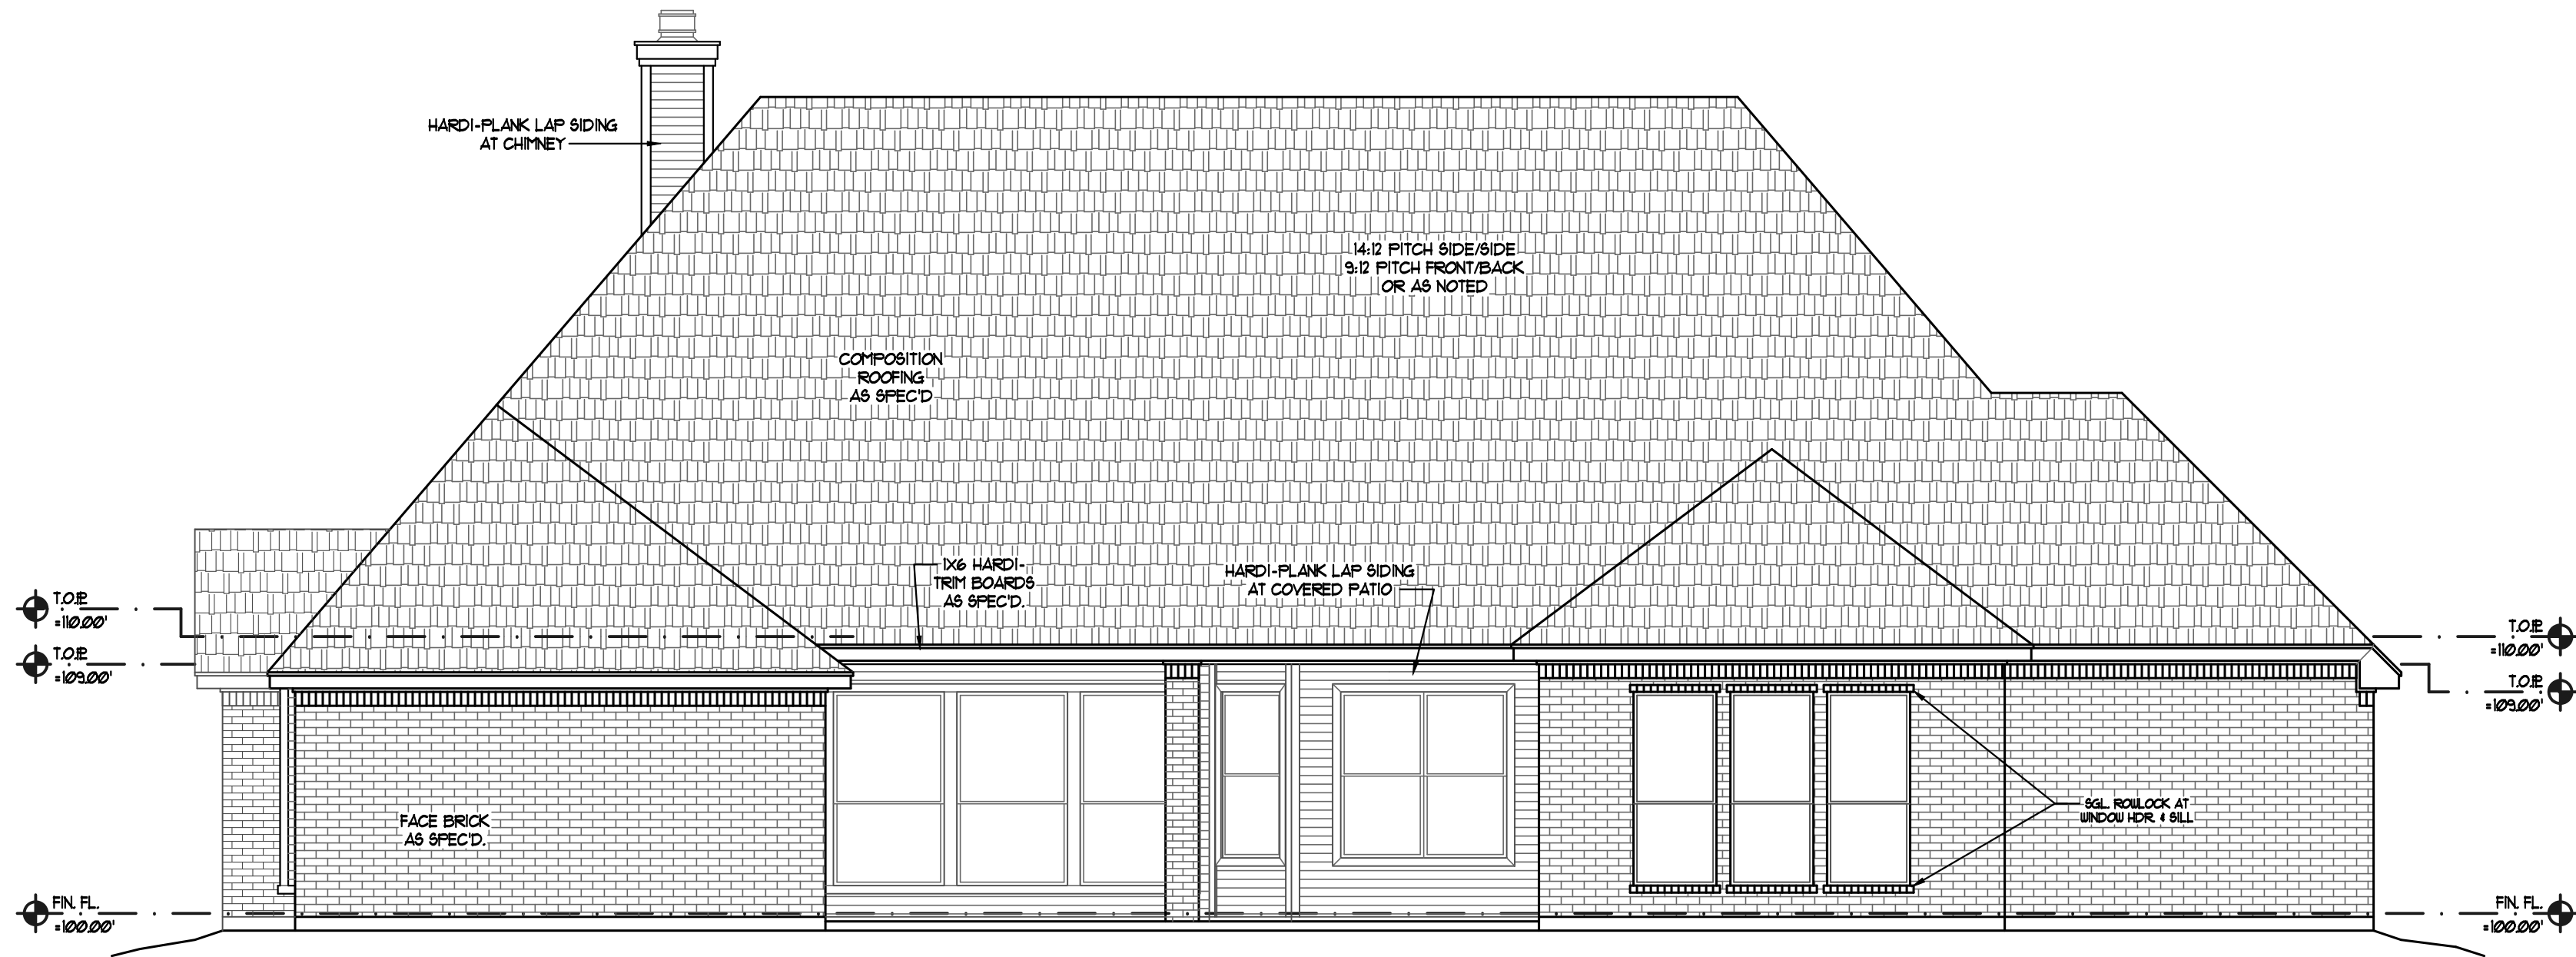 HARDI-PLANK LAP SIDING
AT CHIMNEY
14:12 PITCH SIDE/SIDE
9:12 PITCH FRONT/BACK
OR AS NOTED
COMPOSITION
ROOFING
AS SPEC'D
1X6 HARDI-
TRIM BOARDS
AS SPEC'D.
HARDI-PLANK LAP SIDING
AT COVERED PATIO
T.O.P.
=110.00'
T.O.P.
=109.00'
T.O.P.
=110.00'
T.O.P.
=109.00'
FACE BRICK
AS SPEC'D.
SGL. ROWLOCK AT
WINDOW HDR. & SILL
FIN. FL.
=100.00'
FIN. FL.
=100.00'